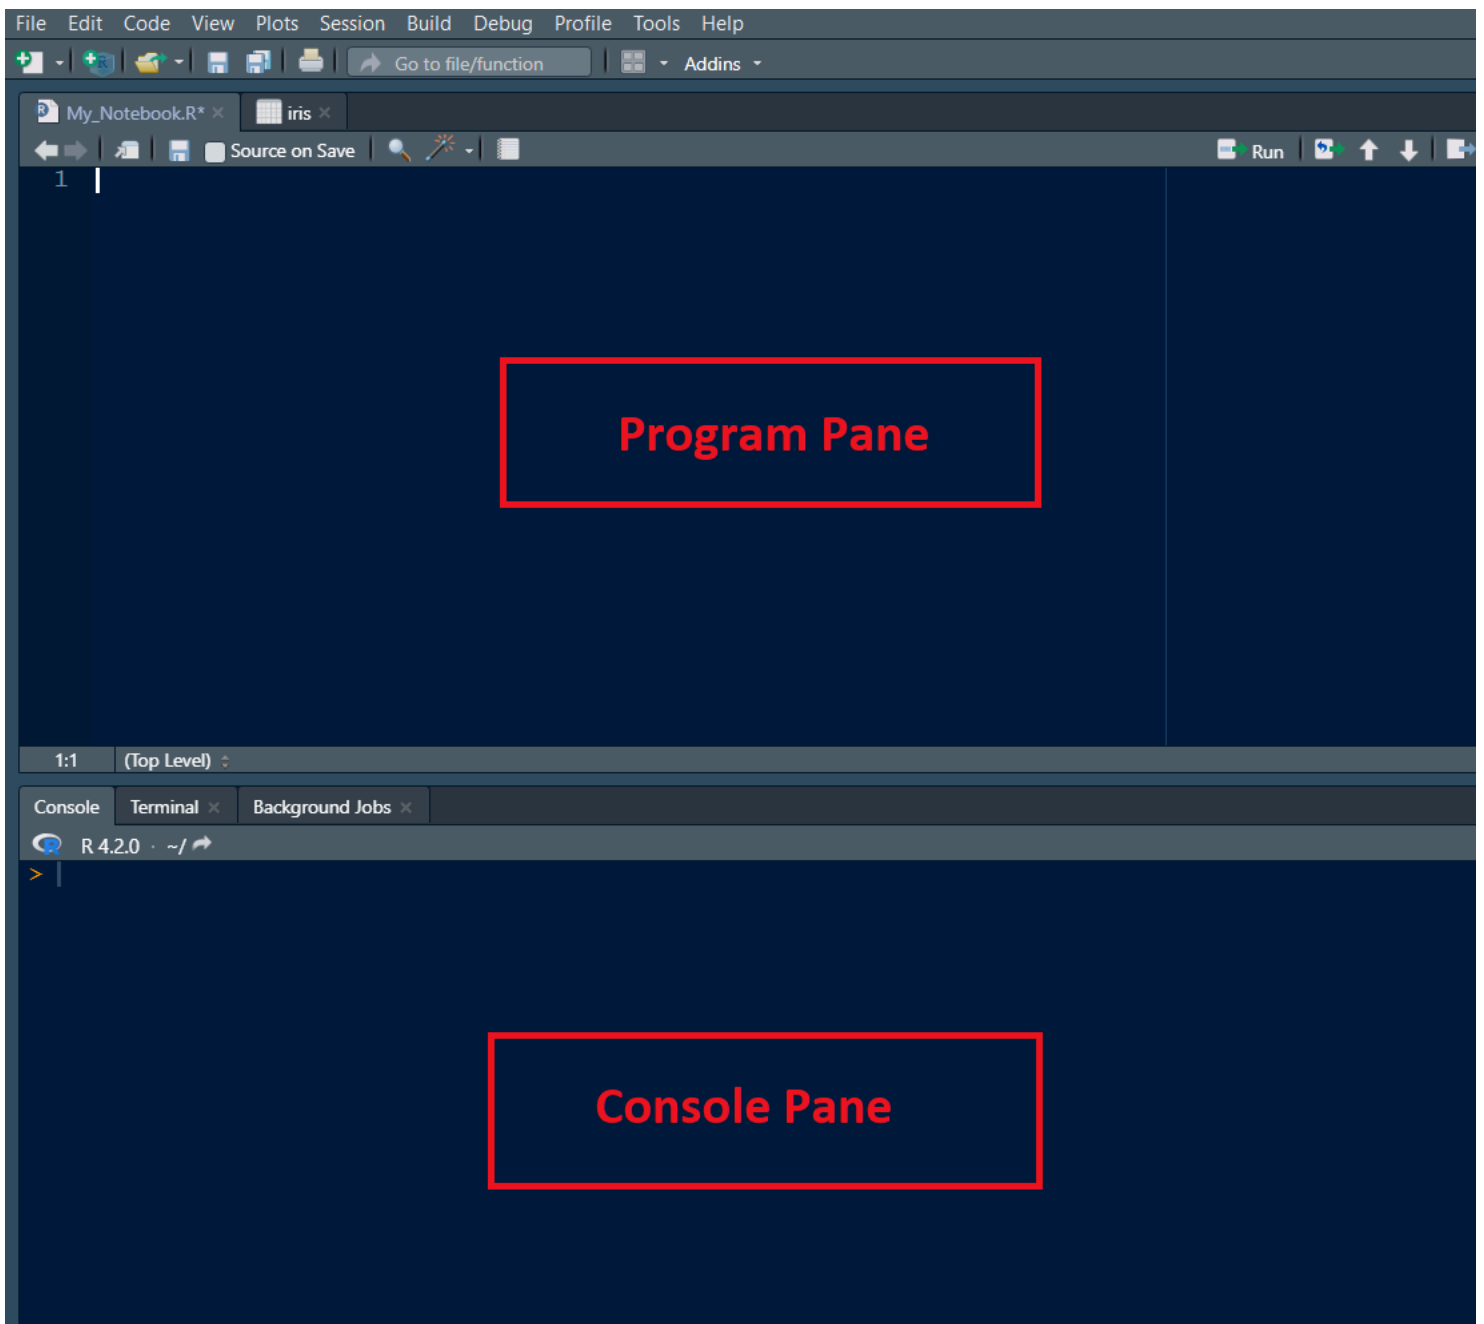 File Edit Code View Plots Session Build Debug Profile Tools Help
Go to file/function Addins
My_Notebook.R* iris
Source on Save Run
1
Program Pane
1:1 (Top Level)
Console Terminal Background Jobs
R 4.2.0 · ~/
>
Console Pane